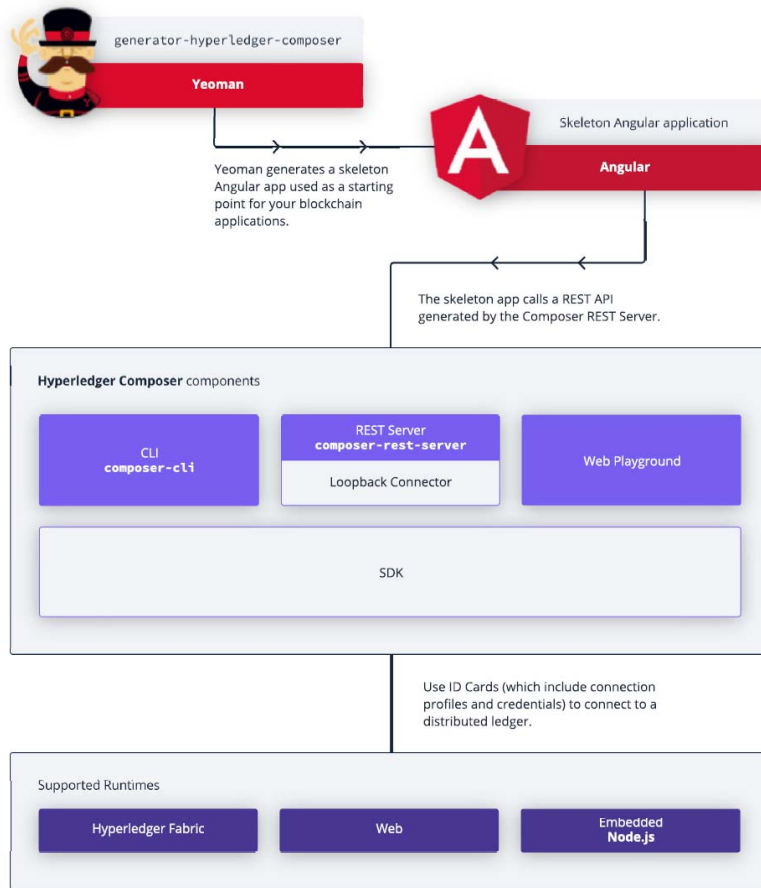 generator-hyperledger-composer
Yeoman
Skeleton Angular application
A
Angular
Yeoman generates a skeleton
Angular app used as a starting
point for your blockchain
applications.
The skeleton app calls a REST API
generated by the Composer REST Server.
Hyperledger Composer components
CLI
composer-cli
REST Server
composer-rest-server
Loopback Connector
Web Playground
SDK
Use ID Cards (which include connection
profiles and credentials) to connect to a
distributed ledger.
Supported Runtimes
Hyperledger Fabric
Web
Embedded
Node.js